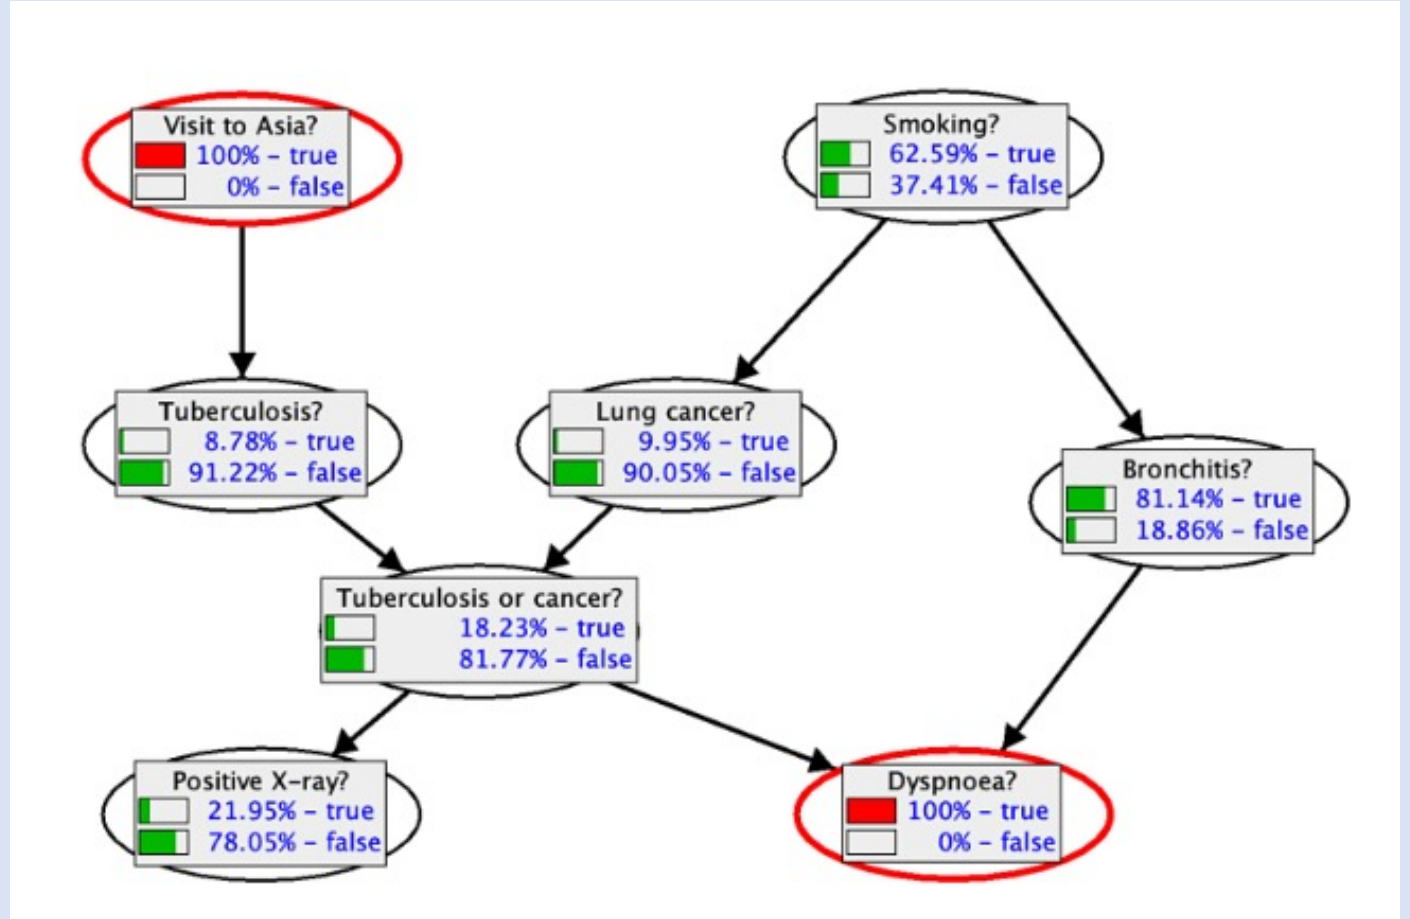 Visit to Asia?
100% – true
0% – false
Smoking?
62.59% – true
37.41% – false
Tuberculosis?
8.78% – true
91.22% – false
Lung cancer?
9.95% – true
90.05% – false
Bronchitis?
81.14% – true
18.86% – false
Tuberculosis or cancer?
18.23% – true
81.77% – false
Positive X-ray?
21.95% – true
78.05% – false
Dyspnoea?
100% – true
0% – false